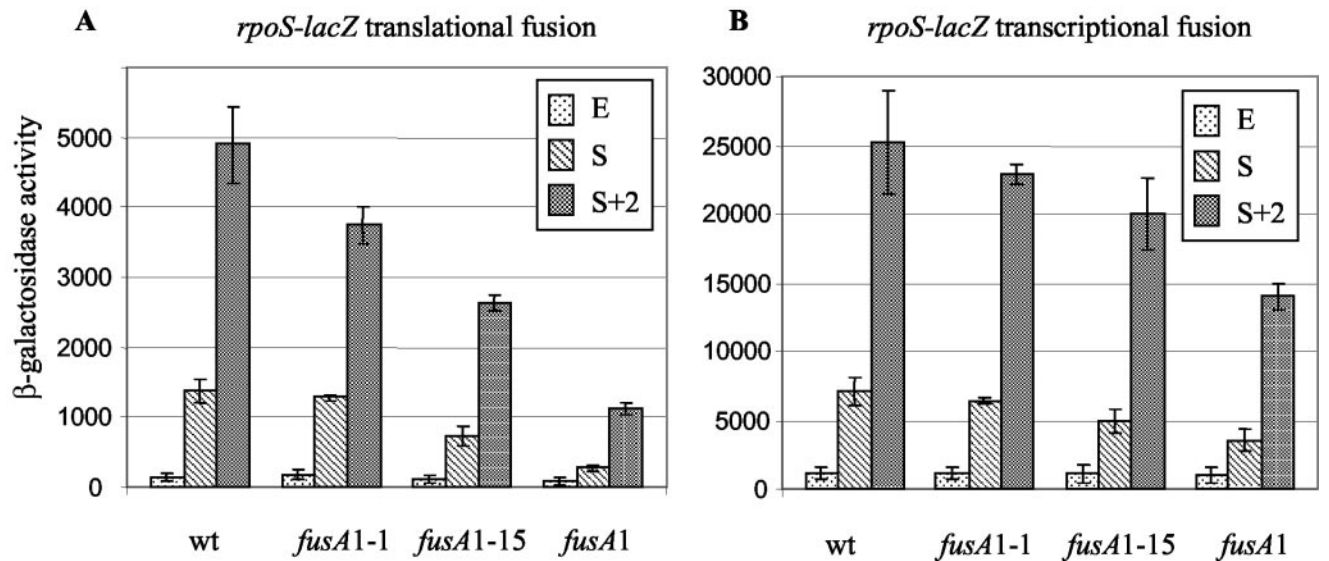 A rpoS-lacZ translational fusion
β-galactosidase activity
5000
4000
3000
2000
1000
0
E
S
S+2
wt fusA1-1 fusA1-15 fusA1
B rpoS-lacZ transcriptional fusion
30000
25000
20000
15000
10000
5000
0
E
S
S+2
wt fusA1-1 fusA1-15 fusA1